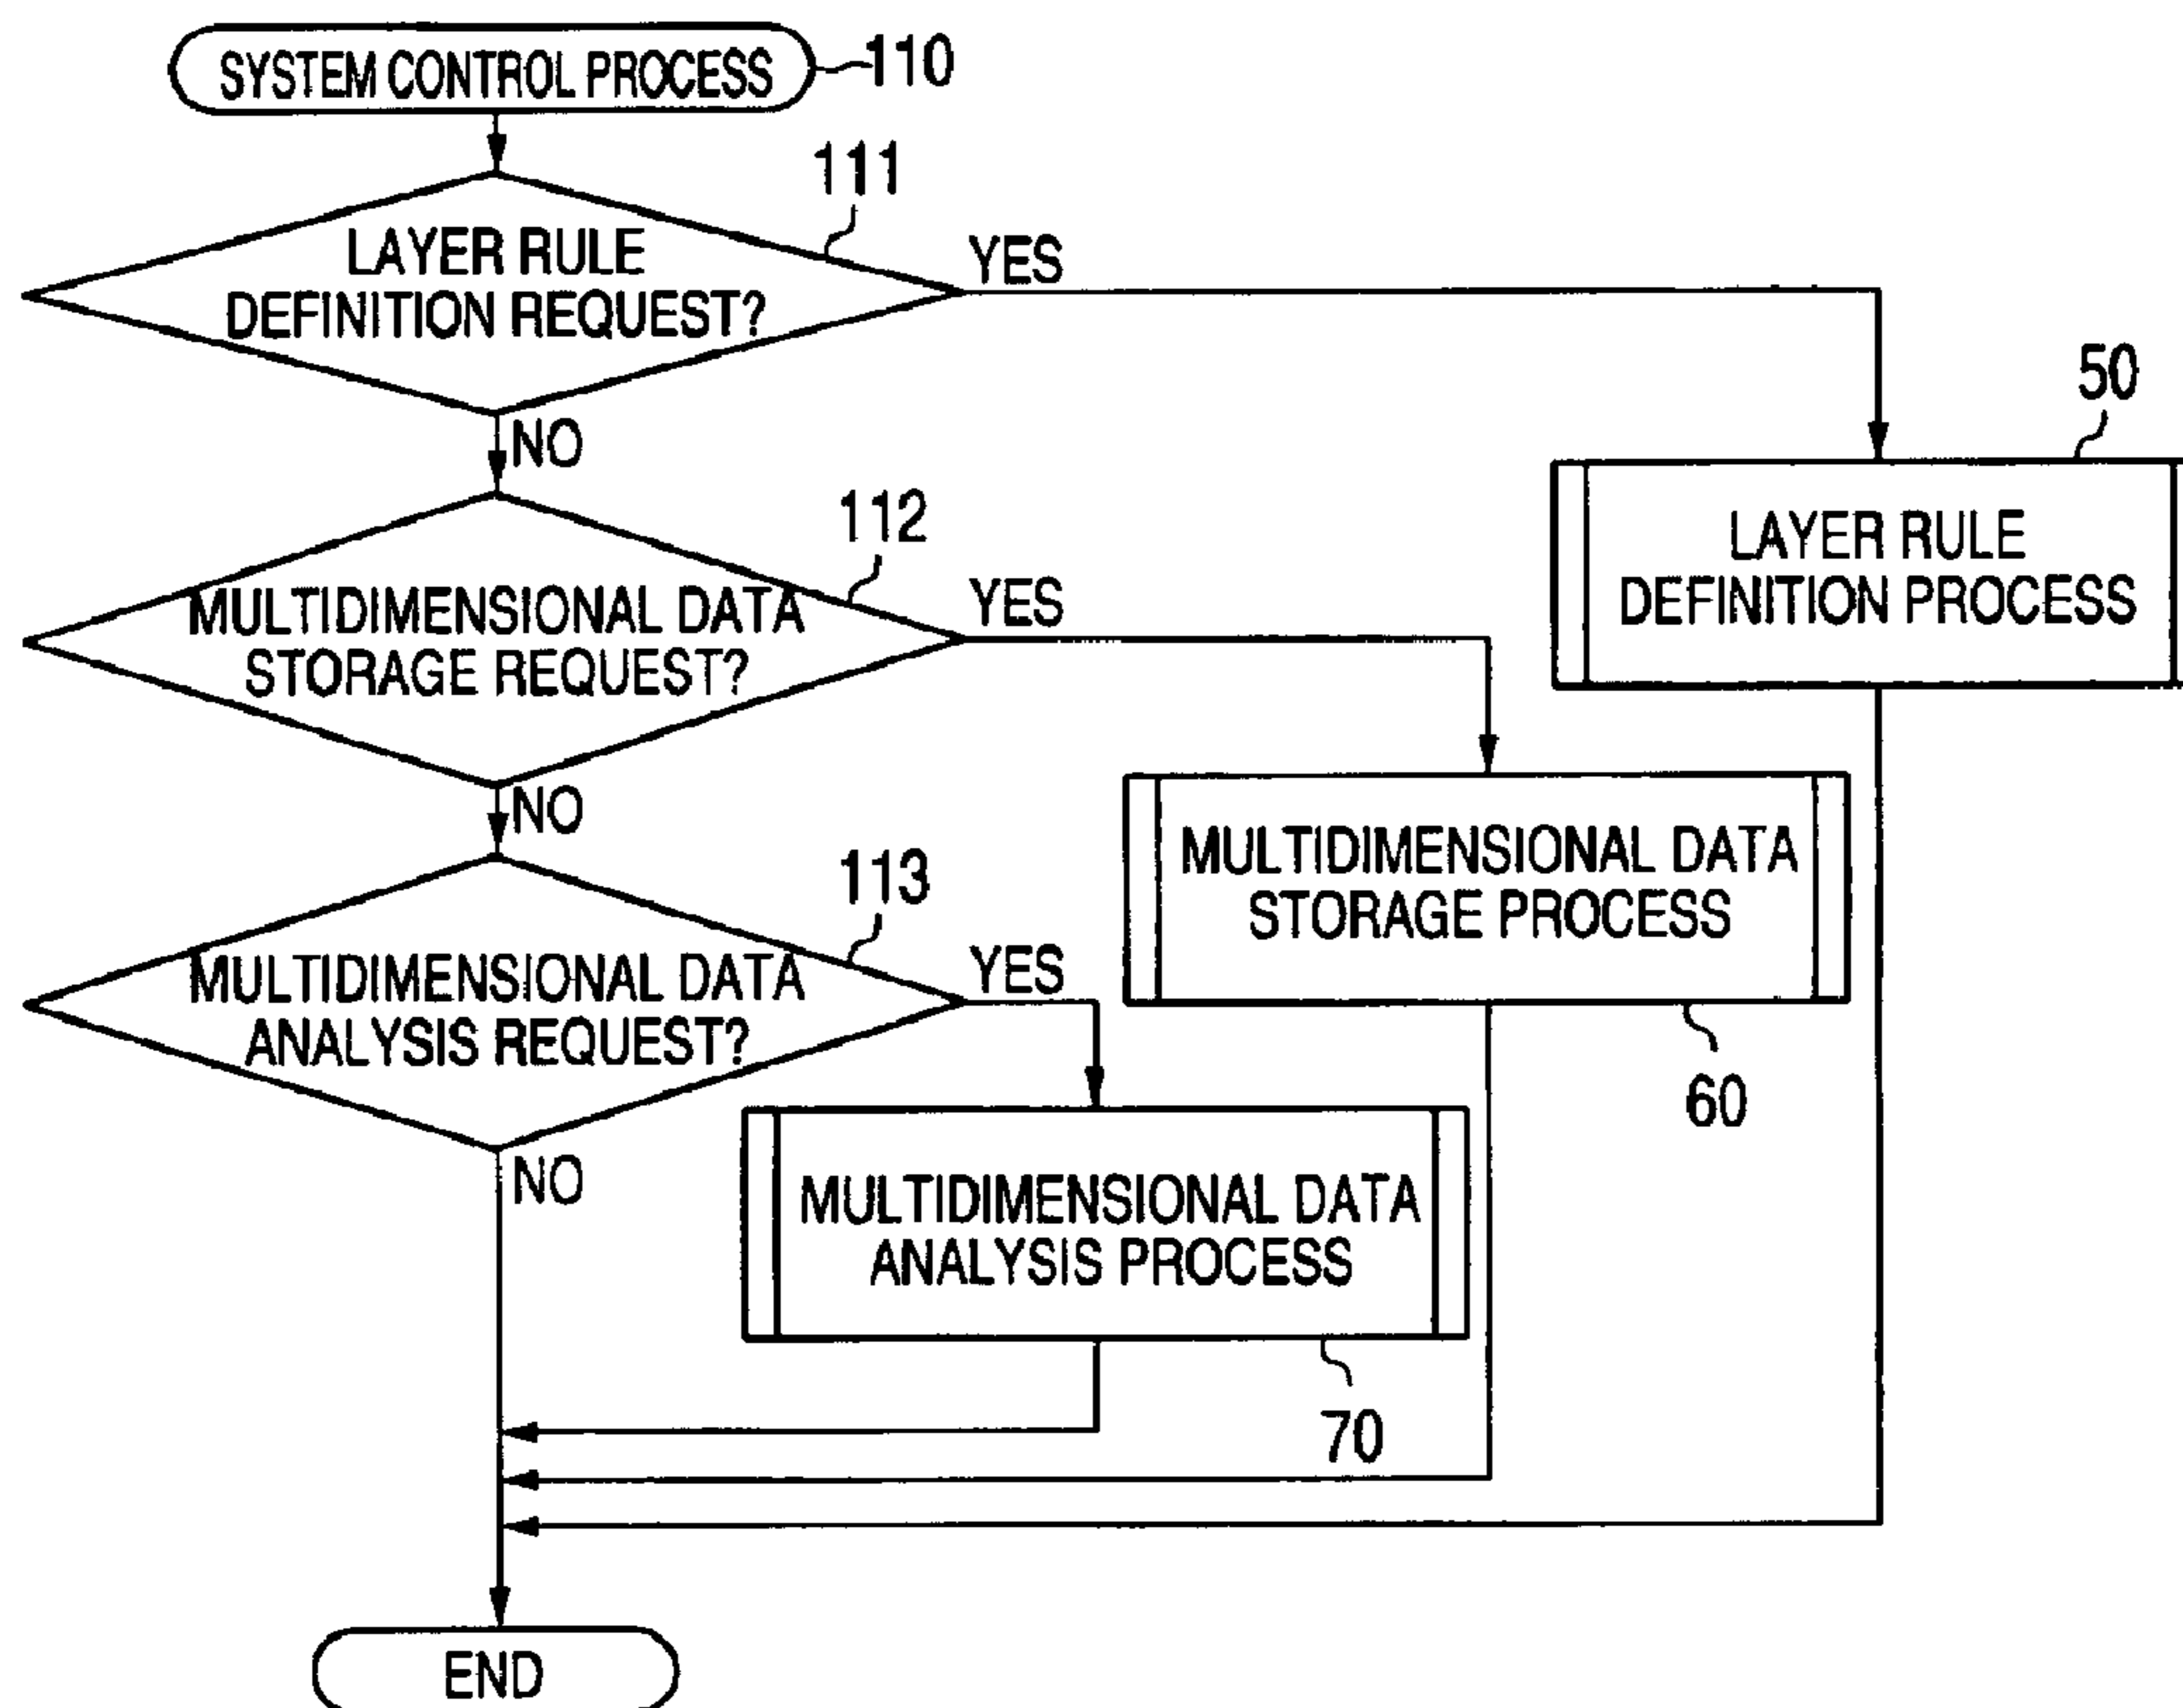 SYSTEM CONTROL PROCESS
110
111
LAYER RULE
DEFINITION REQUEST?
YES
50
NO
LAYER RULE
DEFINITION PROCESS
112
MULTIDIMENSIONAL DATA
STORAGE REQUEST?
YES
NO
MULTIDIMENSIONAL DATA
STORAGE PROCESS
60
113
MULTIDIMENSIONAL DATA
ANALYSIS REQUEST?
YES
NO
MULTIDIMENSIONAL DATA
ANALYSIS PROCESS
70
END